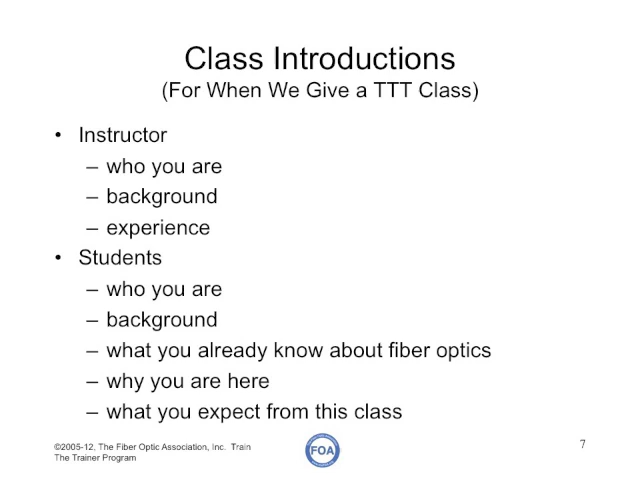 Class Introductions
(For When We Give a TTT Class)
• Instructor
– who you are
– background
– experience
• Students
– who you are
– background
– what you already know about fiber optics
– why you are here
– what you expect from this class
©2005-12, The Fiber Optic Association, Inc. Train
The Trainer Program
FOA
7